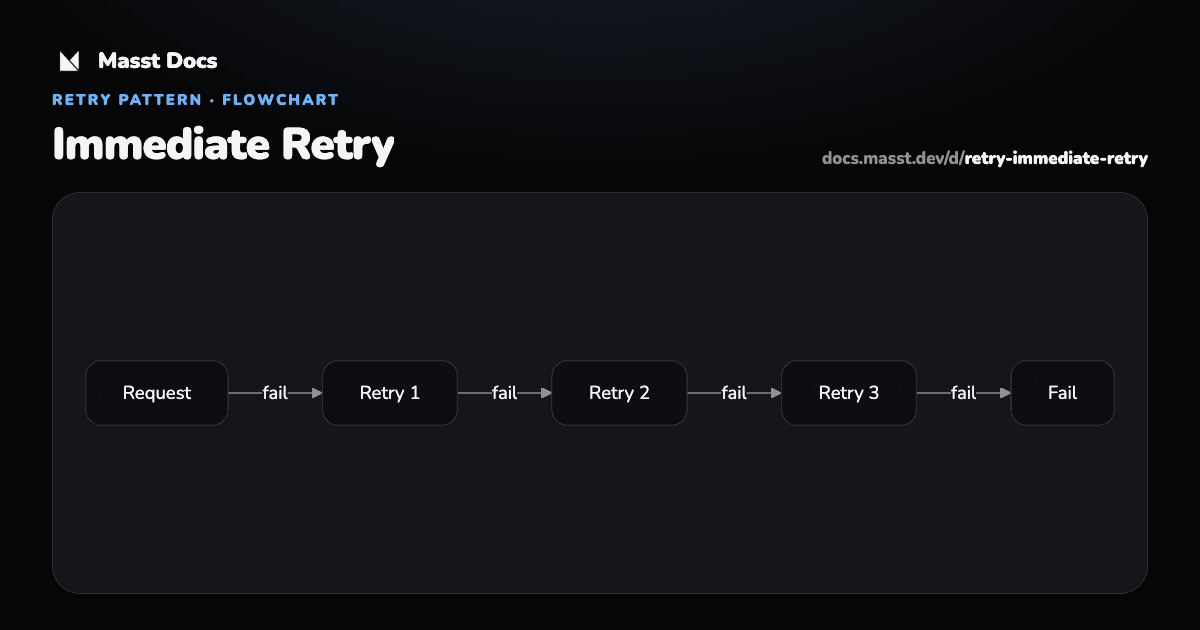 Masst Docs
RETRY PATTERN · FLOWCHART
Immediate Retry
docs.masst.dev/d/retry-immediate-retry
Request
fail
Retry 1
fail
Retry 2
fail
Retry 3
fail
Fail